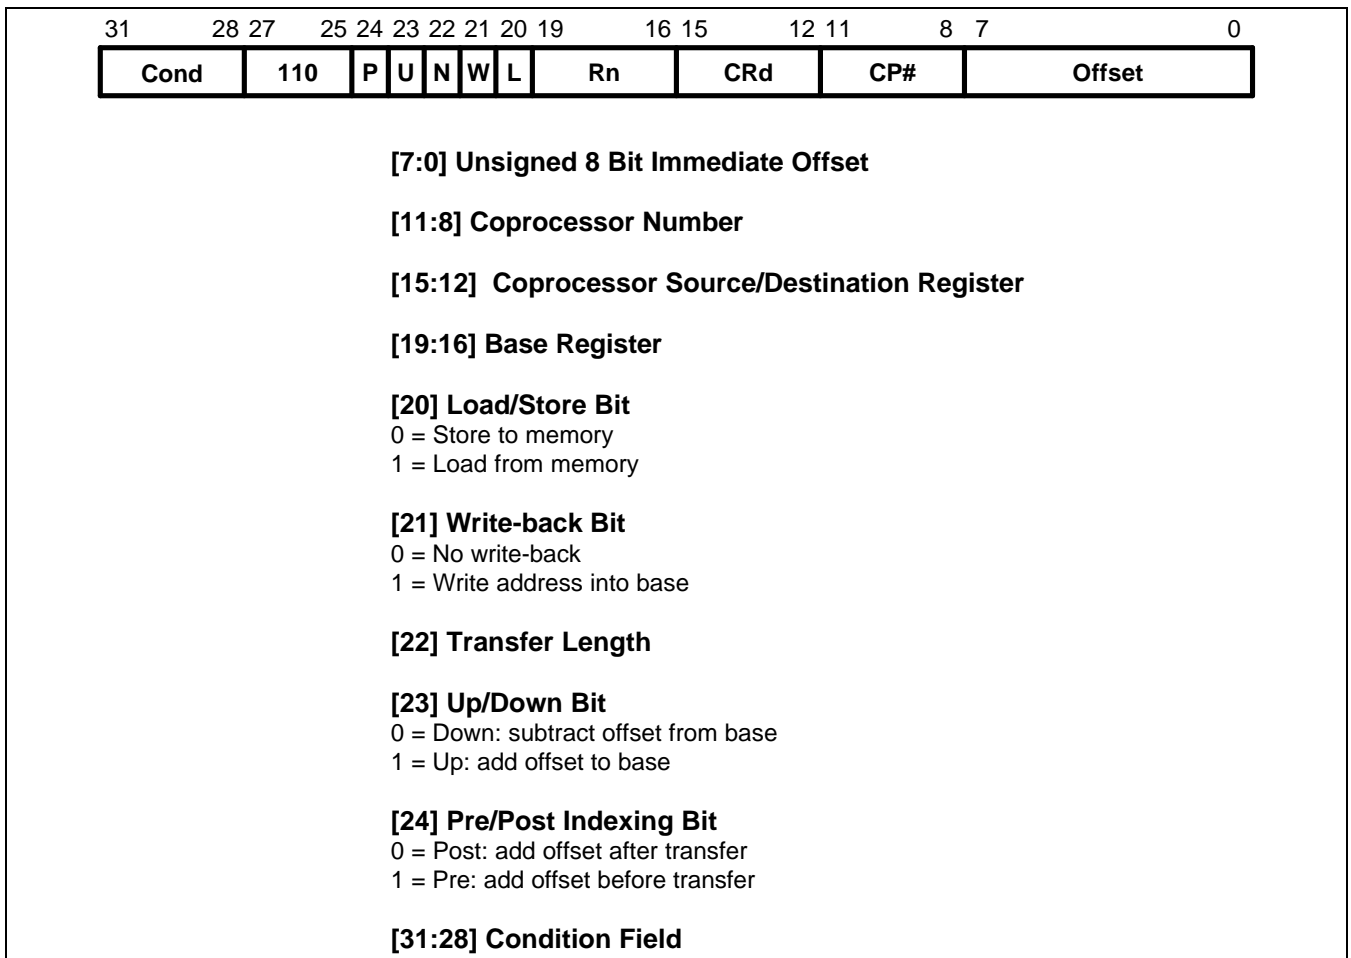 31 28 27 25 24 23 22 21 20 19 16 15 12 11 8 7 0
Cond 110 P U N W L Rn CRd CP# Offset
[7:0] Unsigned 8 Bit Immediate Offset
[11:8] Coprocessor Number
[15:12] Coprocessor Source/Destination Register
[19:16] Base Register
[20] Load/Store Bit
0 = Store to memory
1 = Load from memory
[21] Write-back Bit
0 = No write-back
1 = Write address into base
[22] Transfer Length
[23] Up/Down Bit
0 = Down: subtract offset from base
1 = Up: add offset to base
[24] Pre/Post Indexing Bit
0 = Post: add offset after transfer
1 = Pre: add offset before transfer
[31:28] Condition Field